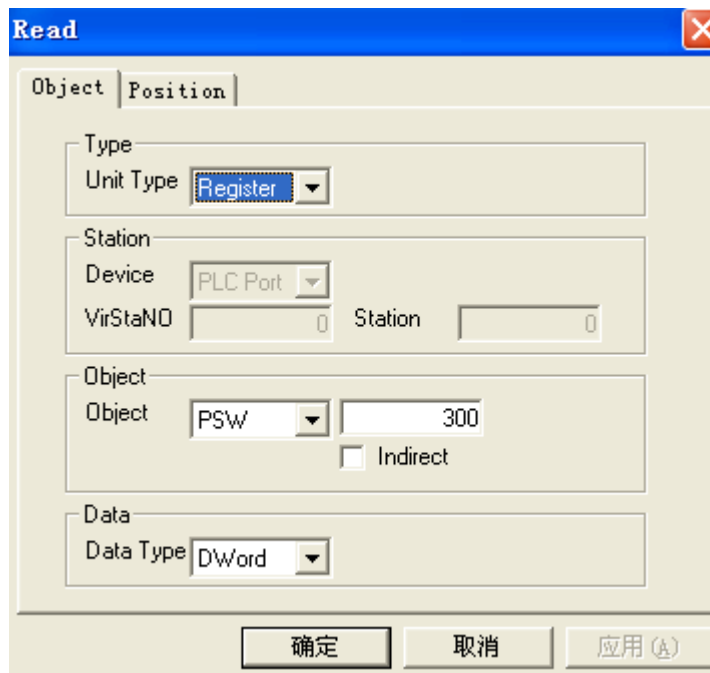 Read
Object Position
Type
Unit Type Register
Station
Device PLC Port
VirStaNO 0 Station 0
Object
Object PSW 300
Indirect
Data
Data Type DWord
确定 取消 应用(A)